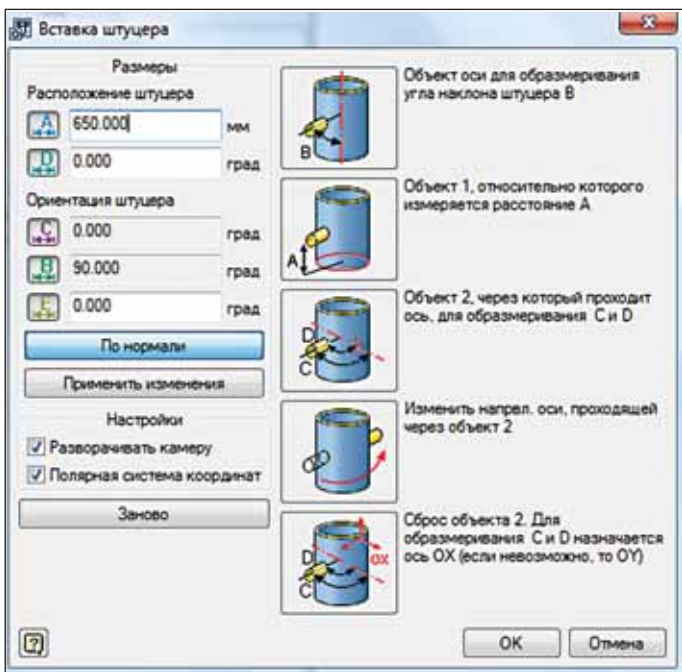 Вставка штуцера
Размеры
Расположение штуцера
A 650.000 мм
D 0.000 град
Ориентация штуцера
C 0.000 град
B 90.000 град
E 0.000 град
По нормали
Применить изменения
Настройки
Разворачивать камеру
Полярная система координат
Заново
B
Объект оси для образмеривания
угла наклона штуцера B
A
Объект 1, относительно которого
измеряется расстояние A
D
C
Объект 2, через который проходит
ось, для образмеривания C и D
Изменить напрвл. оси, проходящей
через объект 2
D
OX
C
Сброс объекта 2. Для
образмеривания C и D назначается
ось OX (если невозможно, то OY)
?
OK
Отмена